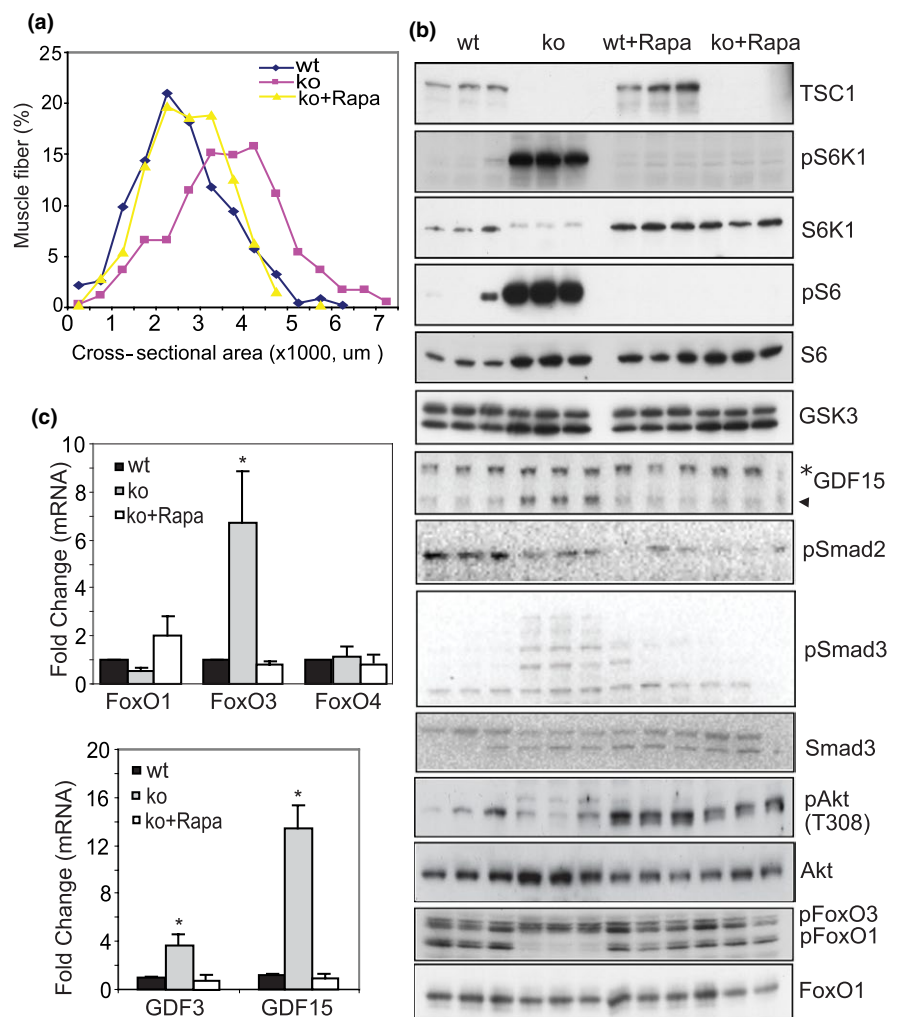 (a)
25
20
15
10
5
0
Muscle fiber (%)
wt
ko
ko+Rapa
0 1 2 3 4 5 6 7
Cross-sectional area (x1000, um )
(b)
wt ko wt+Rapa ko+Rapa
TSC1
pS6K1
S6K1
pS6
S6
GSK3
*GDF15
pSmad2
pSmad3
Smad3
pAkt
(T308)
Akt
pFoxO3
pFoxO1
FoxO1
(c)
10
8
6
4
2
0
Fold Change (mRNA)
wt
ko
ko+Rapa
*
FoxO1 FoxO3 FoxO4
20
16
12
8
4
0
Fold Change (mRNA)
wt
ko
ko+Rapa
*
*
GDF3 GDF15